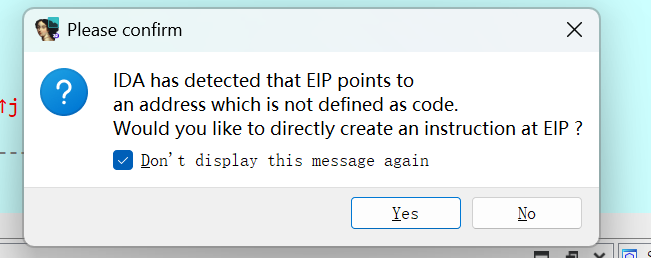 Please confirm
IDA has detected that EIP points to
an address which is not defined as code.
Would you like to directly create an instruction at EIP ?
Don't display this message again
Yes
No